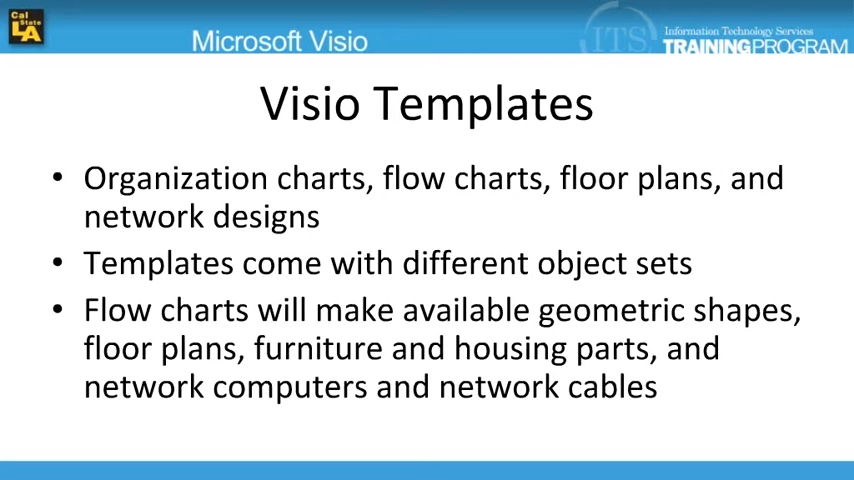 Cal
State
LA
Microsoft Visio
ITS
Information Technology Services
TRAININGPROGRAM
Visio Templates
• Organization charts, flow charts, floor plans, and
network designs
• Templates come with different object sets
• Flow charts will make available geometric shapes,
floor plans, furniture and housing parts, and
network computers and network cables